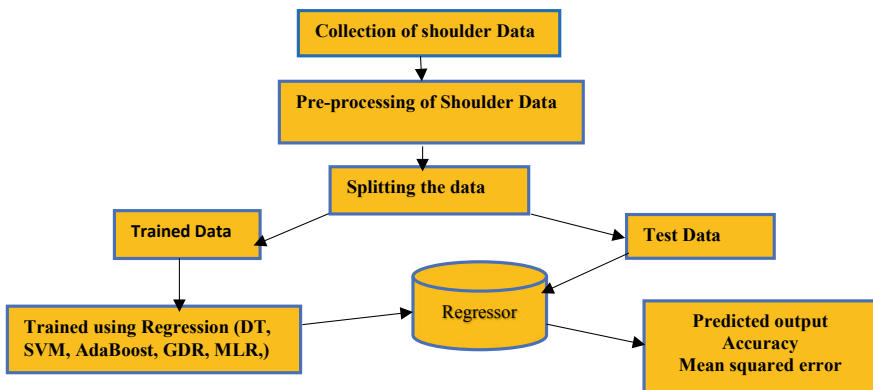 Collection of shoulder Data
Pre-processing of Shoulder Data
Splitting the data
Trained Data
Test Data
Trained using Regression (DT,
SVM, AdaBoost, GDR, MLR,)
Regressor
Predicted output
Accuracy
Mean squared error